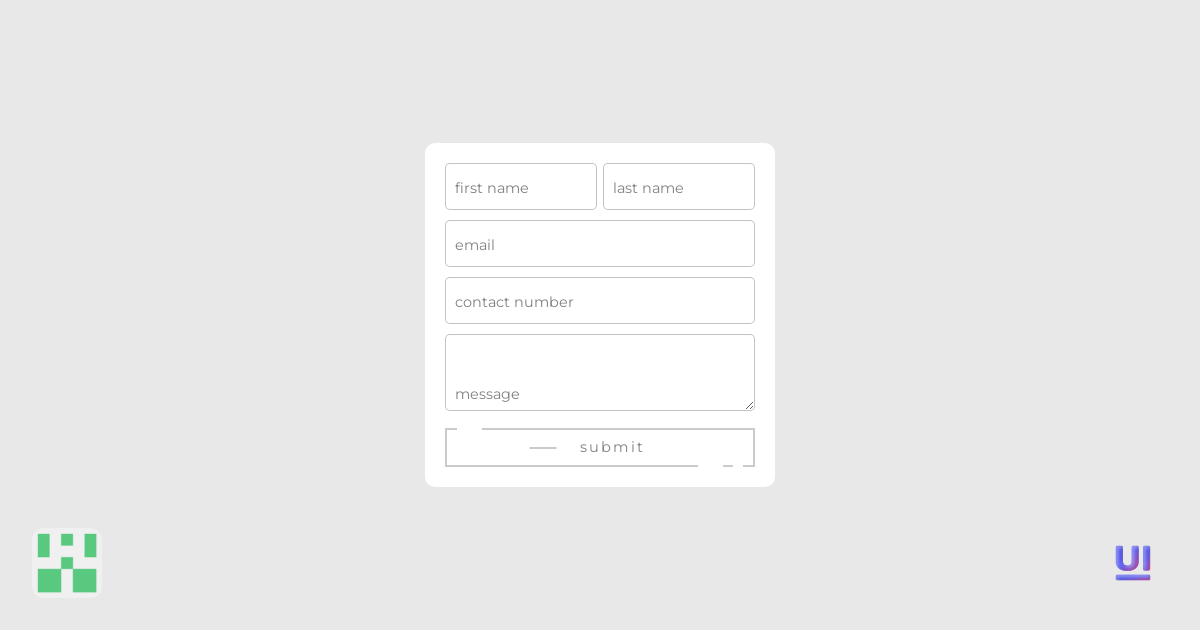 first name last name
email
contact number
message
submit
UI